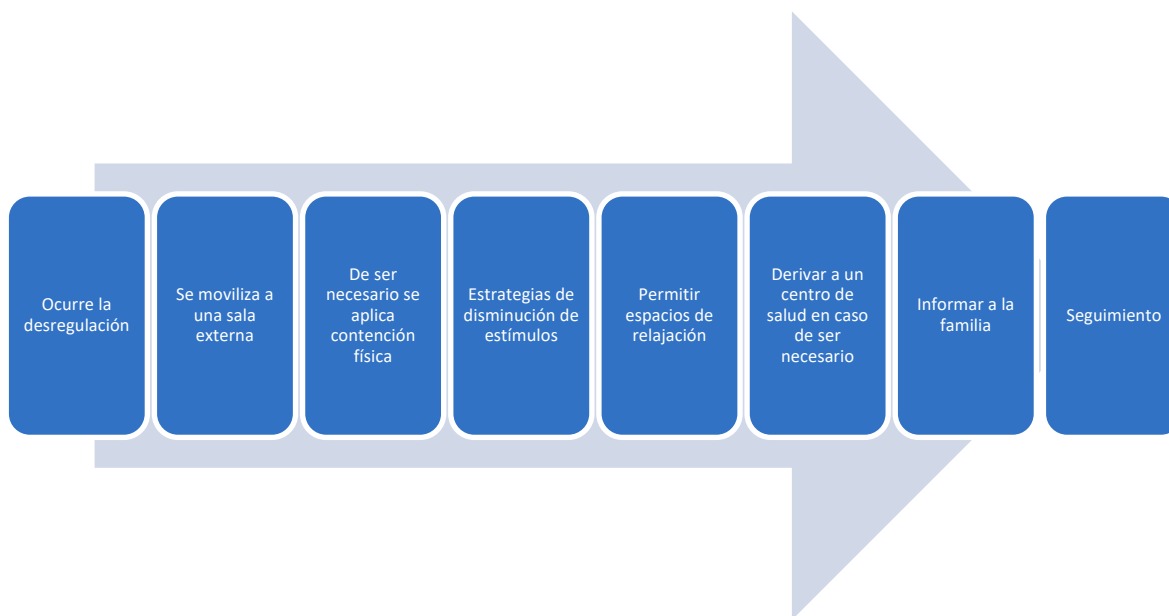 Ocurre la
desregulación
Se moviliza a
una sala
externa
De ser
necesario se
aplica
contención
física
Estrategias de
disminución de
estímulos
Permitir
espacios de
relajación
Derivar a un
centro de
salud en caso
de ser
necesario
Informar a la
familia
Seguimiento